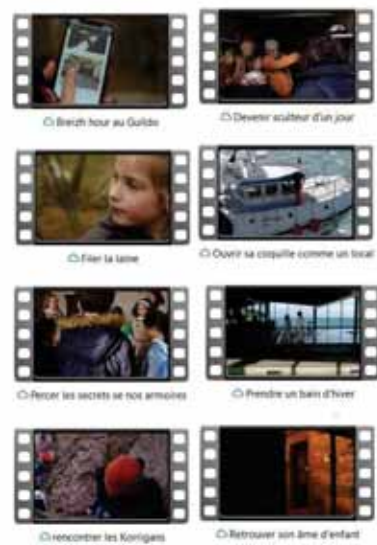 Breizh hour au Guildo
Devenir sculteur d'un jour
Filer la laine
Ouvrir sa coquille comme un local
Percer les secrets se nos armoires
Prendre un bain d'hiver
rencontrer les Korrigans
Retrouver son âme d'enfant